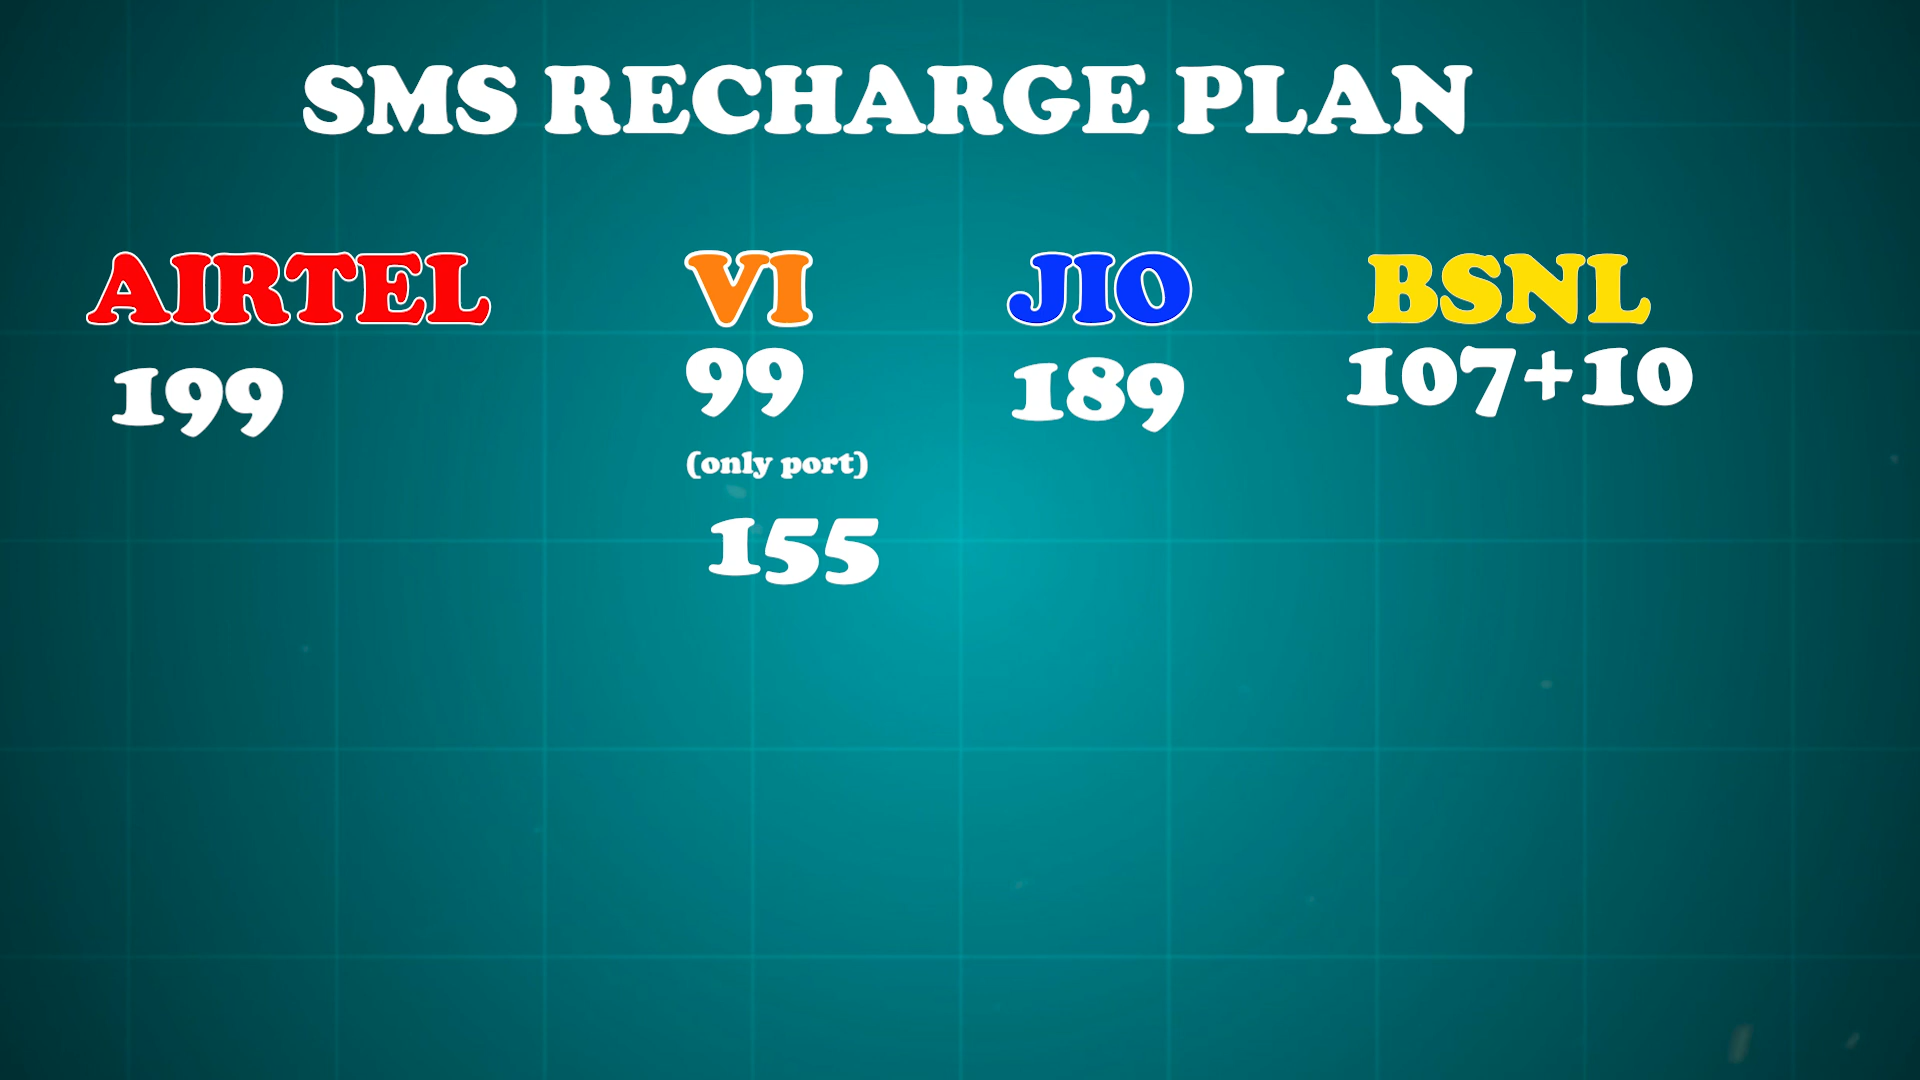 SMS RECHARGE PLAN
AIRTEL VI JIO BSNL
199 99 189 107+10
(only port)
155